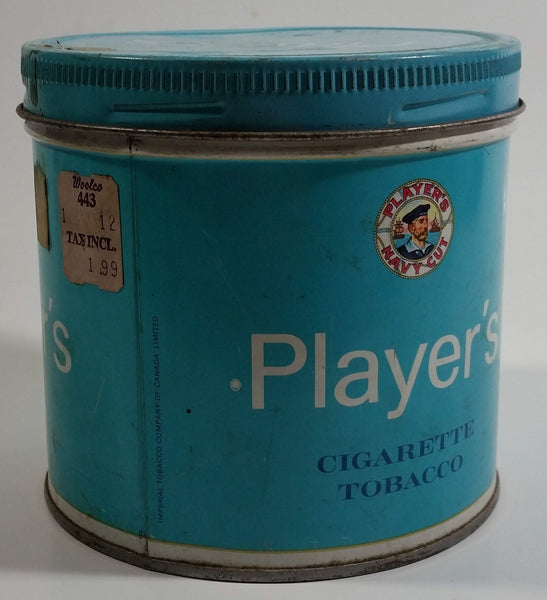 Woolco
443
1 12
TAX INCL.
1.99
r's
IMPERIAL TOBACCO COMPANY OF CANADA LIMITED
PLAYER'S
NAVY CUT
Player's
CIGARETTE
TOBACCO